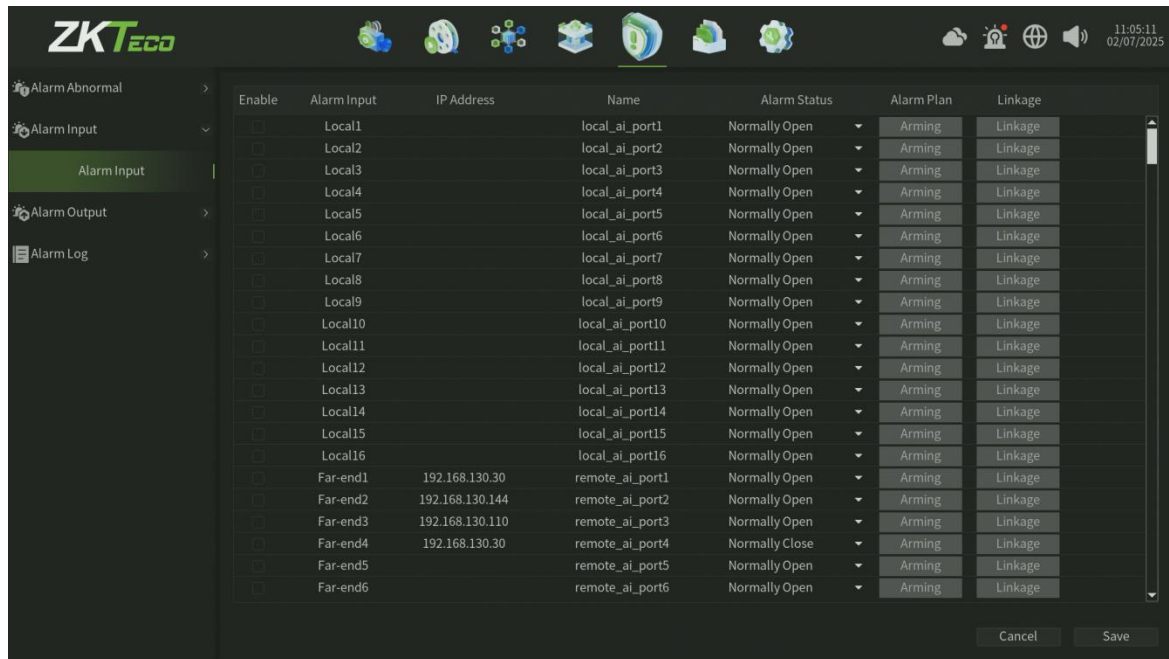 ZKTeco
11:05:11
02/07/2025
Alarm Abnormal
Alarm Input
Alarm Input
Alarm Output
Alarm Log
Enable Alarm Input IP Address Name Alarm Status Alarm Plan Linkage
Local1 local_ai_port1 Normally Open Arming Linkage
Local2 local_ai_port2 Normally Open Arming Linkage
Local3 local_ai_port3 Normally Open Arming Linkage
Local4 local_ai_port4 Normally Open Arming Linkage
Local5 local_ai_port5 Normally Open Arming Linkage
Local6 local_ai_port6 Normally Open Arming Linkage
Local7 local_ai_port7 Normally Open Arming Linkage
Local8 local_ai_port8 Normally Open Arming Linkage
Local9 local_ai_port9 Normally Open Arming Linkage
Local10 local_ai_port10 Normally Open Arming Linkage
Local11 local_ai_port11 Normally Open Arming Linkage
Local12 local_ai_port12 Normally Open Arming Linkage
Local13 local_ai_port13 Normally Open Arming Linkage
Local14 local_ai_port14 Normally Open Arming Linkage
Local15 local_ai_port15 Normally Open Arming Linkage
Local16 local_ai_port16 Normally Open Arming Linkage
Far-end1 192.168.130.30 remote_ai_port1 Normally Open Arming Linkage
Far-end2 192.168.130.144 remote_ai_port2 Normally Open Arming Linkage
Far-end3 192.168.130.110 remote_ai_port3 Normally Open Arming Linkage
Far-end4 192.168.130.30 remote_ai_port4 Normally Close Arming Linkage
Far-end5 remote_ai_port5 Normally Open Arming Linkage
Far-end6 remote_ai_port6 Normally Open Arming Linkage
Cancel Save